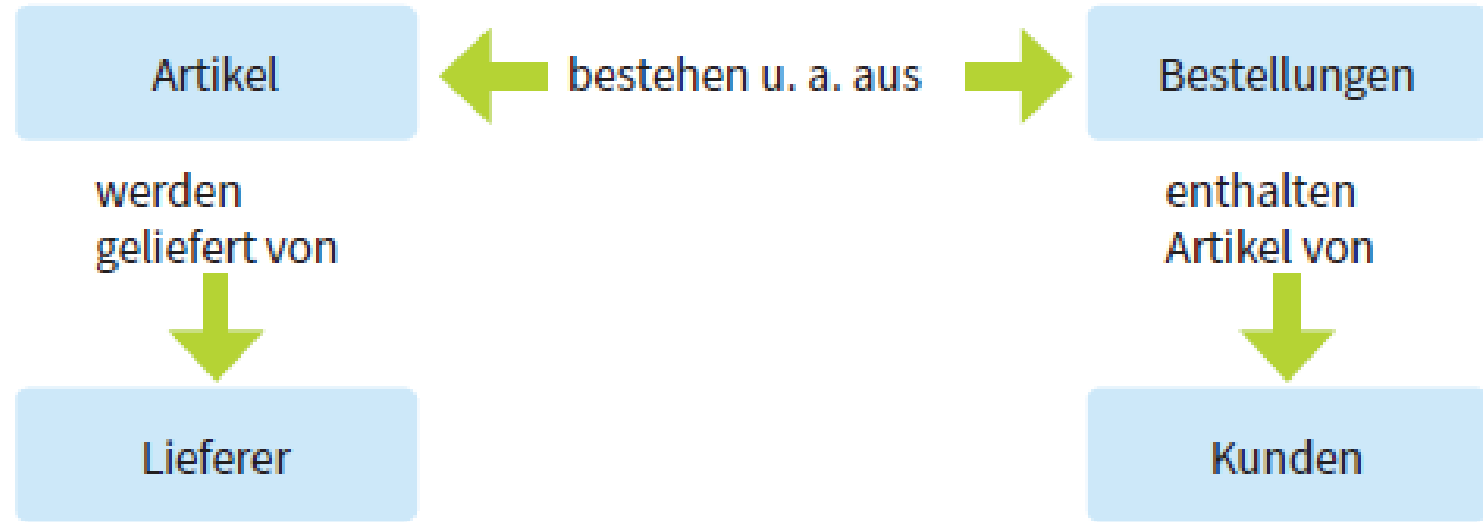 Artikel
bestehen u. a. aus
Bestellungen
werden
geliefert von
enthalten
Artikel von
Lieferer
Kunden